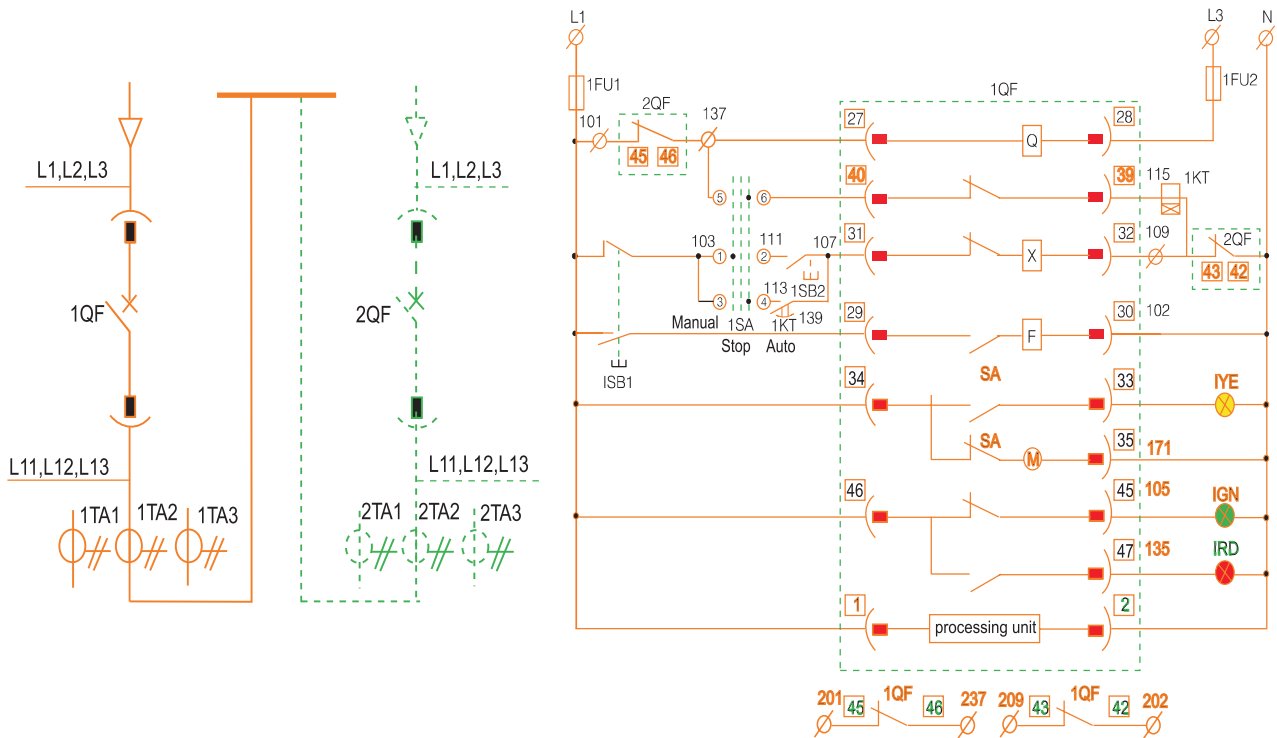 L1
L3
N
1FU1
1QF
1FU2
2QF
137
27
28
101
Q
45
46
L1,L2,L3
L1,L2,L3
40
39
115
1KT
5
6
103
111
107
31
32
109
2QF
1
2
X
43
42
113
1SB2
3
4
139
29
30
102
1QF
2QF
Manual
1SA
1KT
F
Stop
Auto
ISB1
34
SA
33
IYE
SA
35
171
M
L11,L12,L13
L11,L12,L13
46
45
105
IGN
1TA1
1TA2
1TA3
2TA1
2TA2
2TA3
47
135
IRD
1
2
processing unit
201
45
1QF
46
237
209
43
1QF
42
202